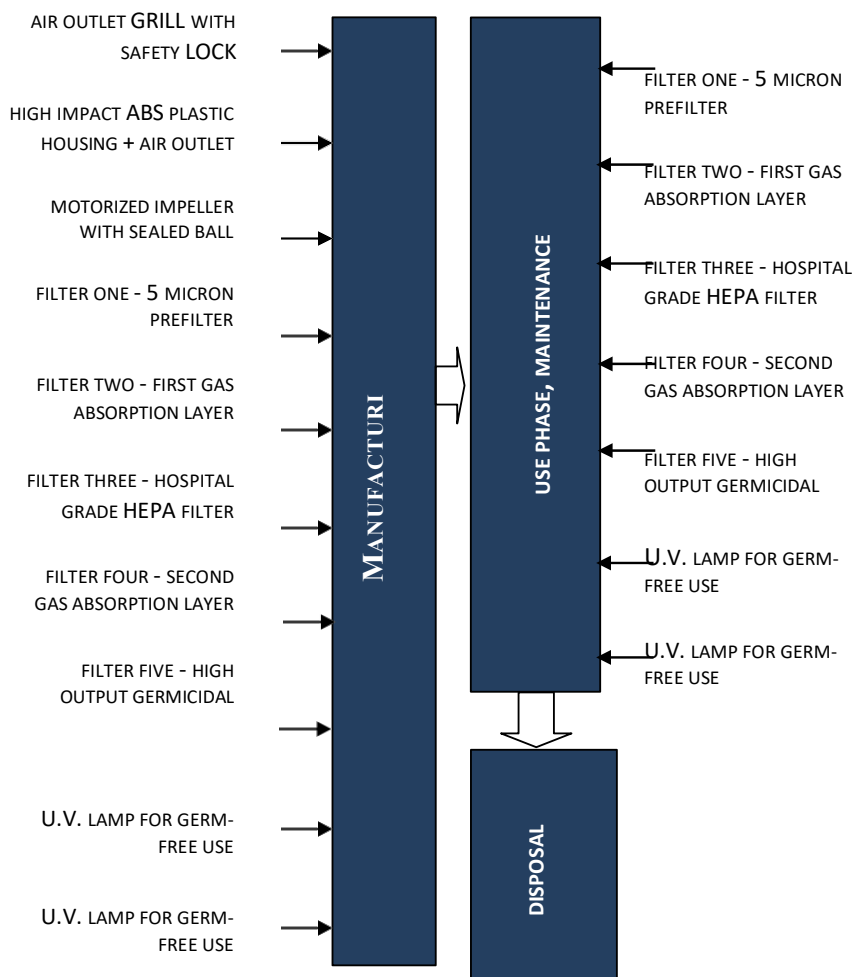 AIR OUTLET GRILL WITH
SAFETY LOCK
HIGH IMPACT ABS PLASTIC
HOUSING + AIR OUTLET
MOTORIZED IMPELLER
WITH SEALED BALL
FILTER ONE - 5 MICRON
PREFILTER
FILTER TWO - FIRST GAS
ABSORPTION LAYER
FILTER THREE - HOSPITAL
GRADE HEPA FILTER
FILTER FOUR - SECOND
GAS ABSORPTION LAYER
FILTER FIVE - HIGH
OUTPUT GERMICIDAL
U.V. LAMP FOR GERM-
FREE USE
U.V. LAMP FOR GERM-
FREE USE
MANUFACTURI
USE PHASE, MAINTENANCE
FILTER ONE - 5 MICRON
PREFILTER
FILTER TWO - FIRST GAS
ABSORPTION LAYER
FILTER THREE - HOSPITAL
GRADE HEPA FILTER
FILTER FOUR - SECOND
GAS ABSORPTION LAYER
FILTER FIVE - HIGH
OUTPUT GERMICIDAL
U.V. LAMP FOR GERM-
FREE USE
U.V. LAMP FOR GERM-
FREE USE
DISPOSAL